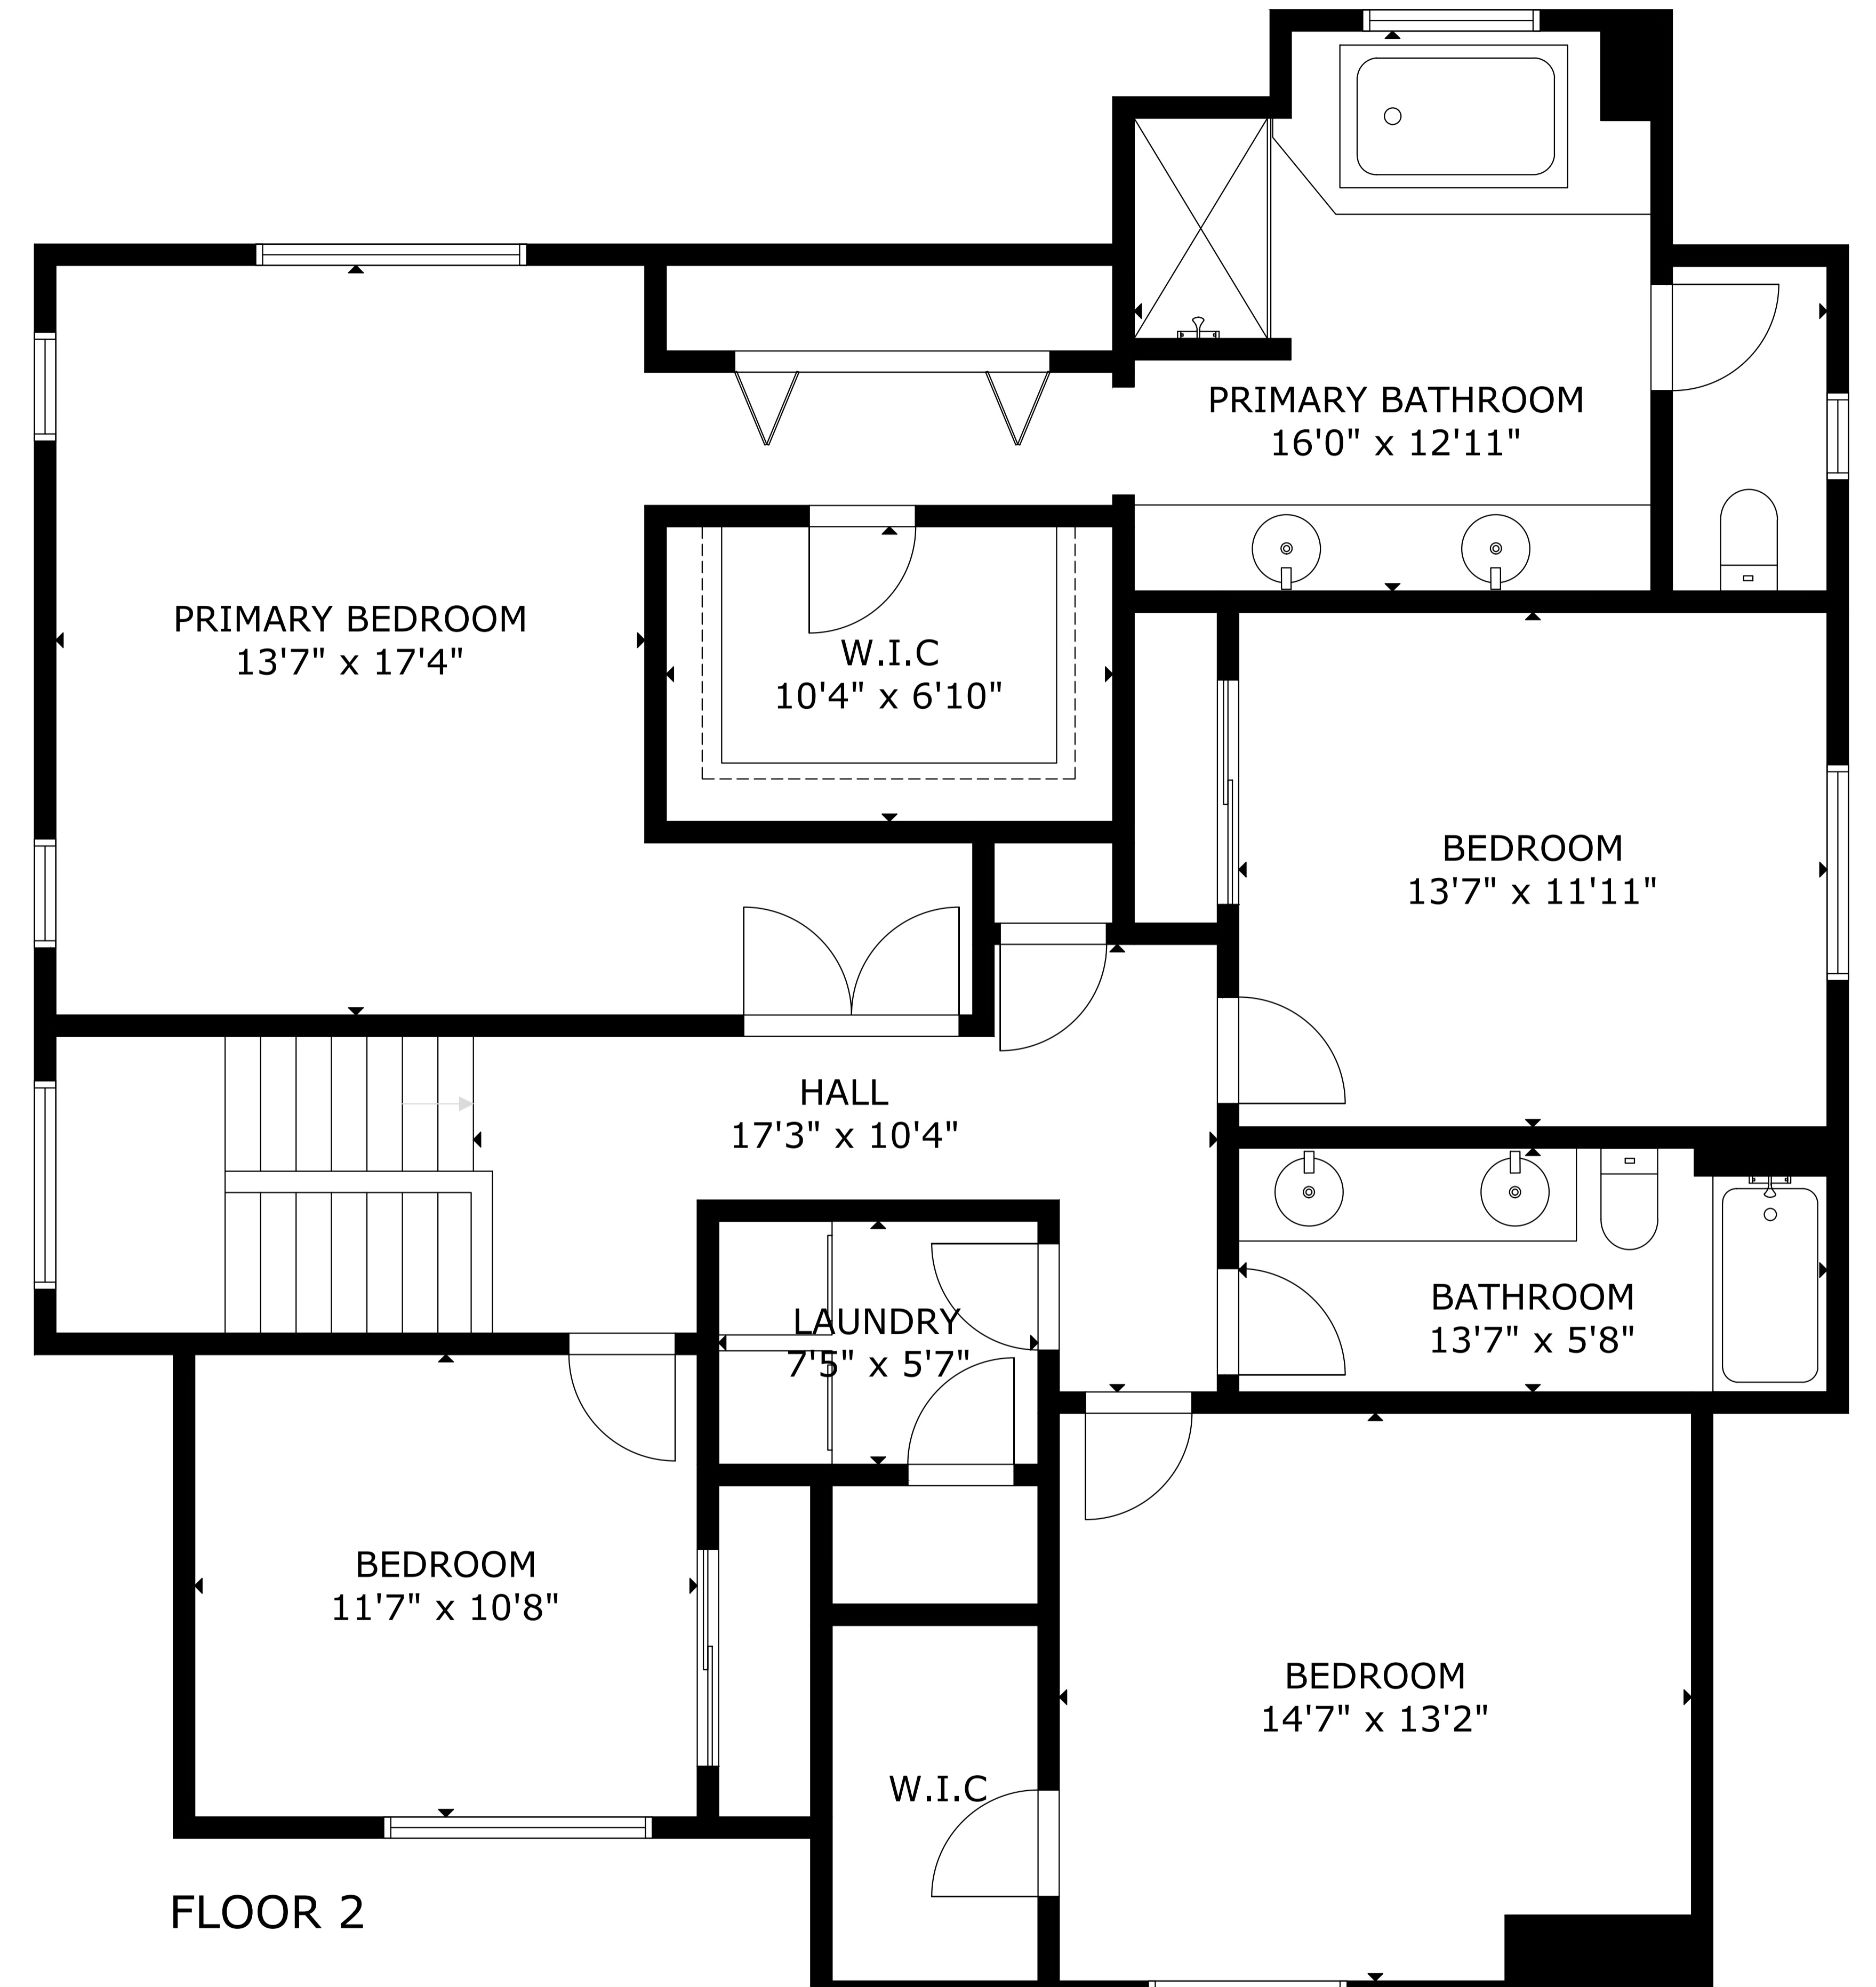 PRIMARY BATHROOM
16'0" x 12'11"
PRIMARY BEDROOM
13'7" x 17'4"
W.I.C
10'4" x 6'10"
BEDROOM
13'7" x 11'11"
HALL
17'3" x 10'4"
BATHROOM
13'7" x 5'8"
LAUNDRY
7'5" x 5'7"
BEDROOM
11'7" x 10'8"
BEDROOM
14'7" x 13'2"
W.I.C
FLOOR 2